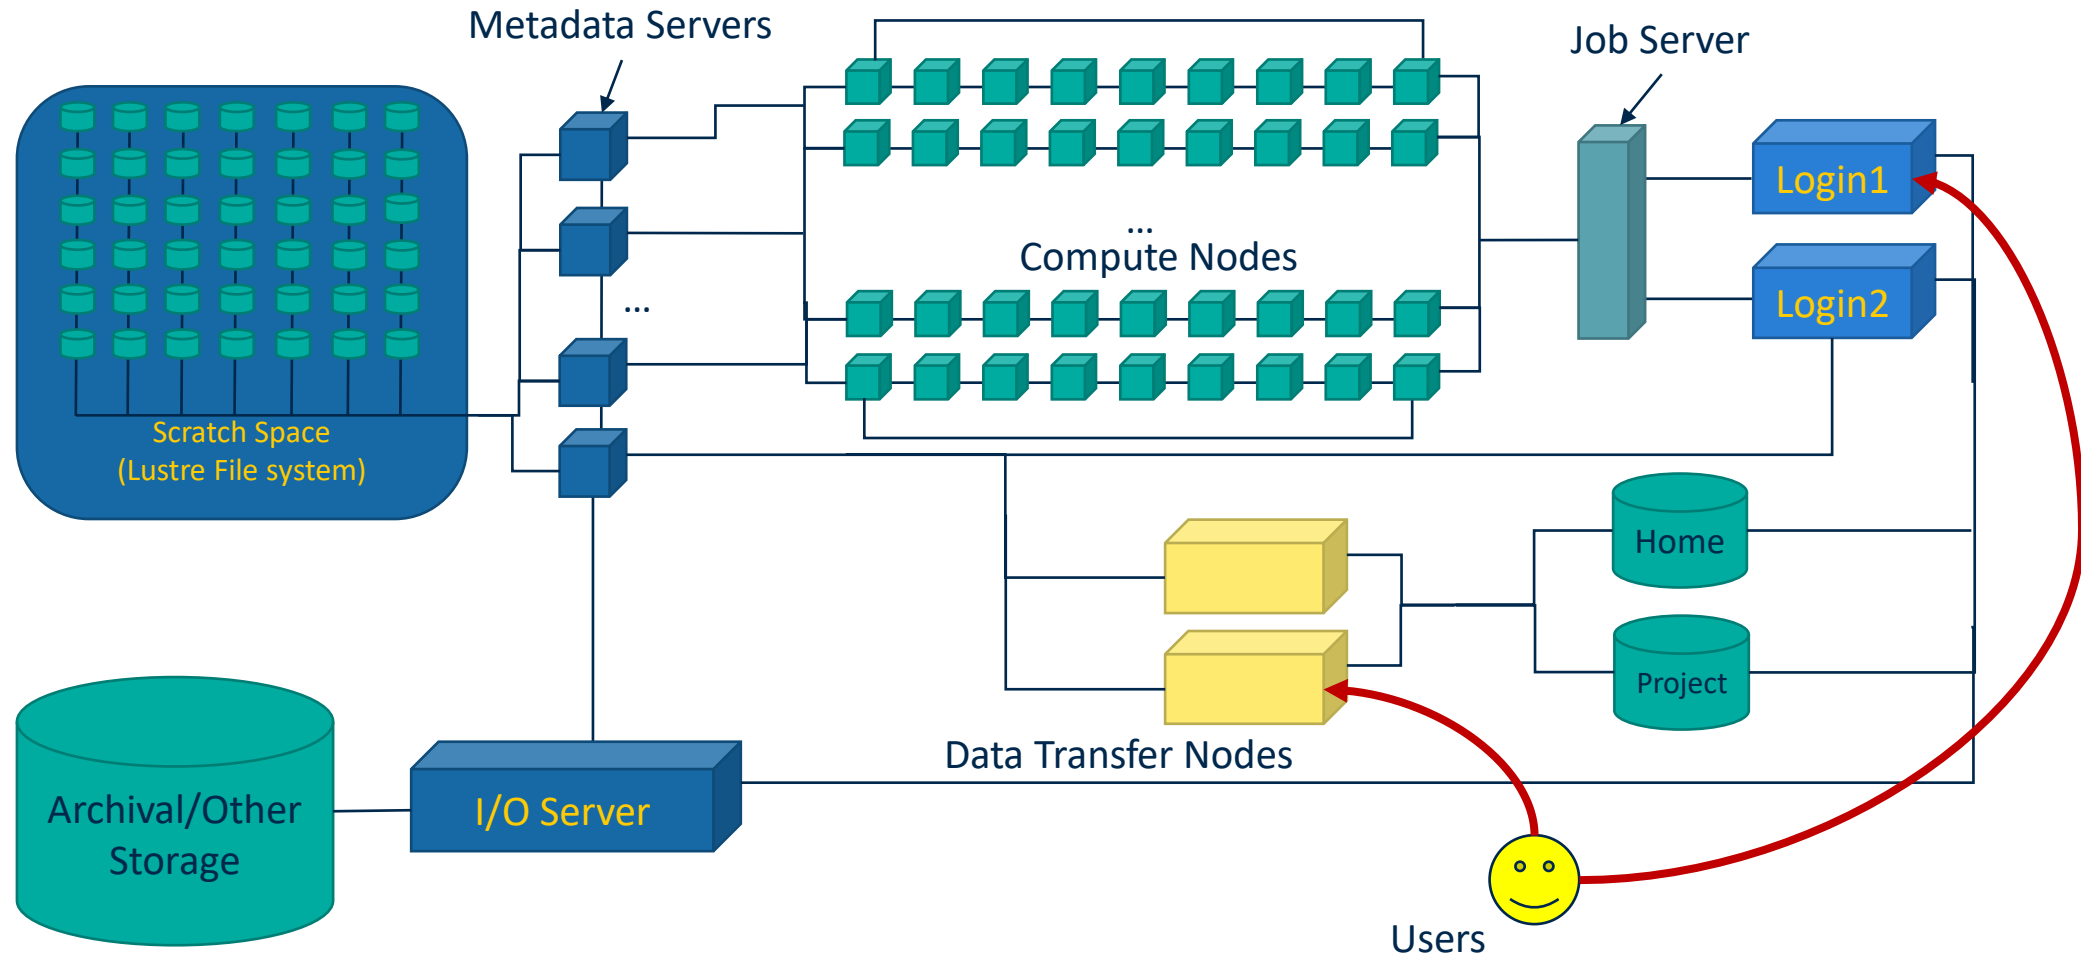 Metadata Servers
Job Server
Login1
...
Compute Nodes
Login2
...
Scratch Space
(Lustre File system)
Home
Project
Data Transfer Nodes
Archival/Other
Storage
I/O Server
Users